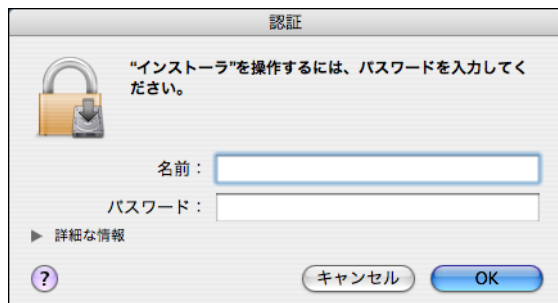 認証
“インストーラ”を操作するには、パスワードを入力してく
ださい。
名前：
パスワード：
詳細な情報
?
キャンセル
OK